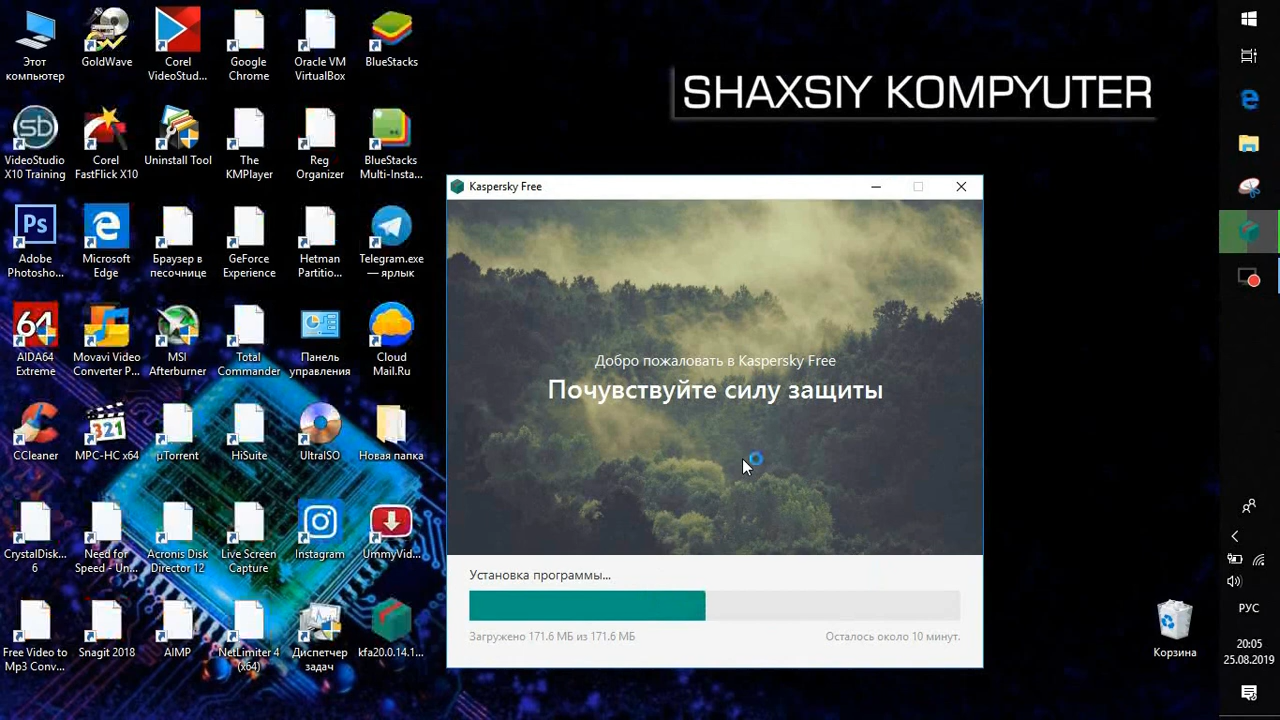 SHAXSIY KOMPYUTER
Этот
компьютер
GoldWave
Corel
VideoStud...
Google
Chrome
Oracle VM
VirtualBox
BlueStacks
VideoStudio
X10 Training
Corel
FastFlick X10
Uninstall Tool
The
KMPlayer
Reg
Organizer
BlueStacks
Multi-Insta...
Ps
Adobe
Photosho...
Microsoft
Edge
Браузер в
песочнице
GeForce
Experience
Hetman
Partitio...
Telegram.exe
— ярлык
64
AIDA64
Extreme
Movavi Video
Converter P...
MSI
Afterburner
Total
Commander
Панель
управления
Cloud
Mail.Ru
CCleaner
321
MPC-HC x64
µTorrent
HiSuite
UltraISO
Новая папка
CrystalDisk...
6
Need for
Speed - Un...
Acronis Disk
Director 12
Live Screen
Capture
Instagram
UmmyVid...
Free Video to
Mp3 Conv...
Snagit 2018
AIMP
NetLimiter 4
(x64)
Диспетчер
задач
kfa20.0.14.1...
Kaspersky Free
Добро пожаловать в Kaspersky Free
Почувствуйте силу защиты
Установка программы...
Загружено 171.6 МБ из 171.6 МБ
Осталось около 10 минут.
Корзина
РУС
20:05
25.08.2019